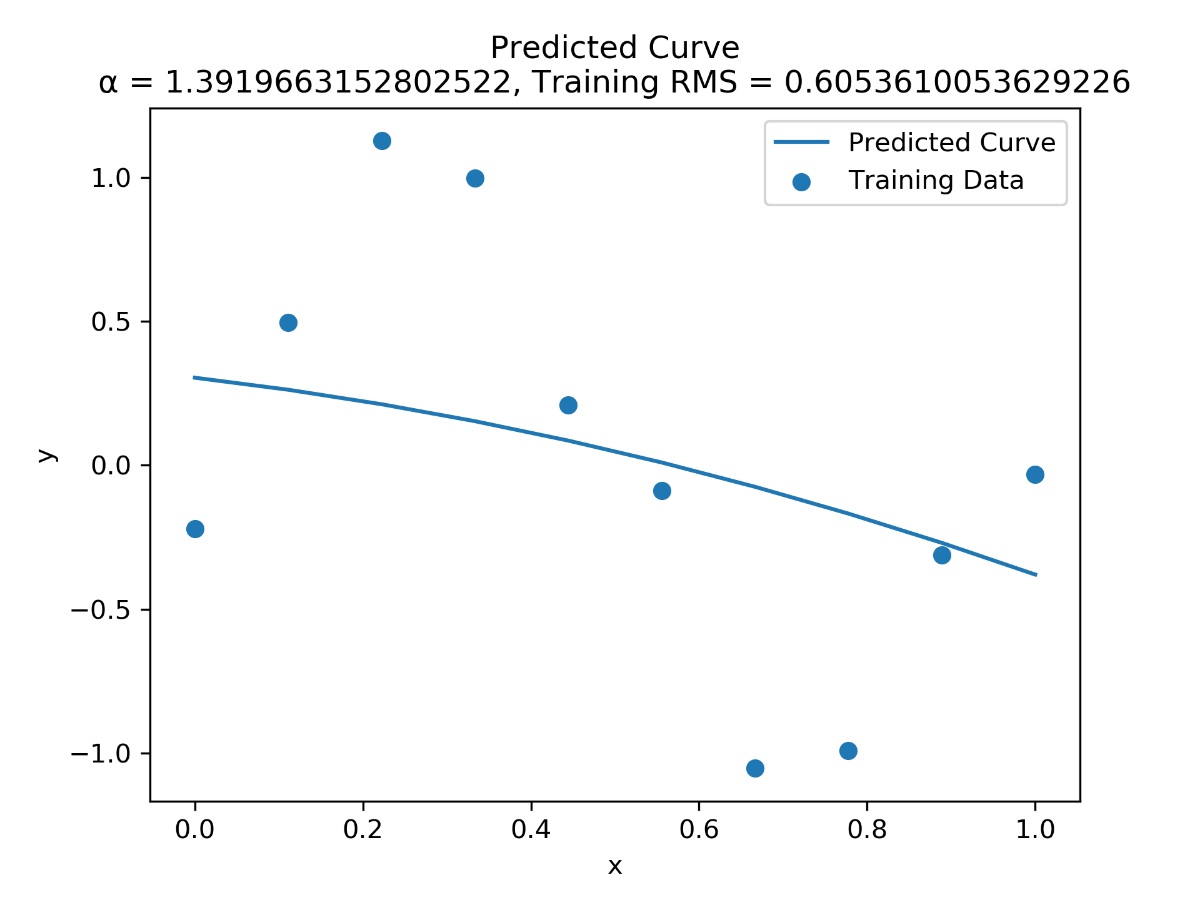 Predicted Curve
α = 1.3919663152802522, Training RMS = 0.6053610053629226
Predicted Curve
Training Data
1.0
0.5
0.0
−0.5
−1.0
y
0.0 0.2 0.4 0.6 0.8 1.0
x